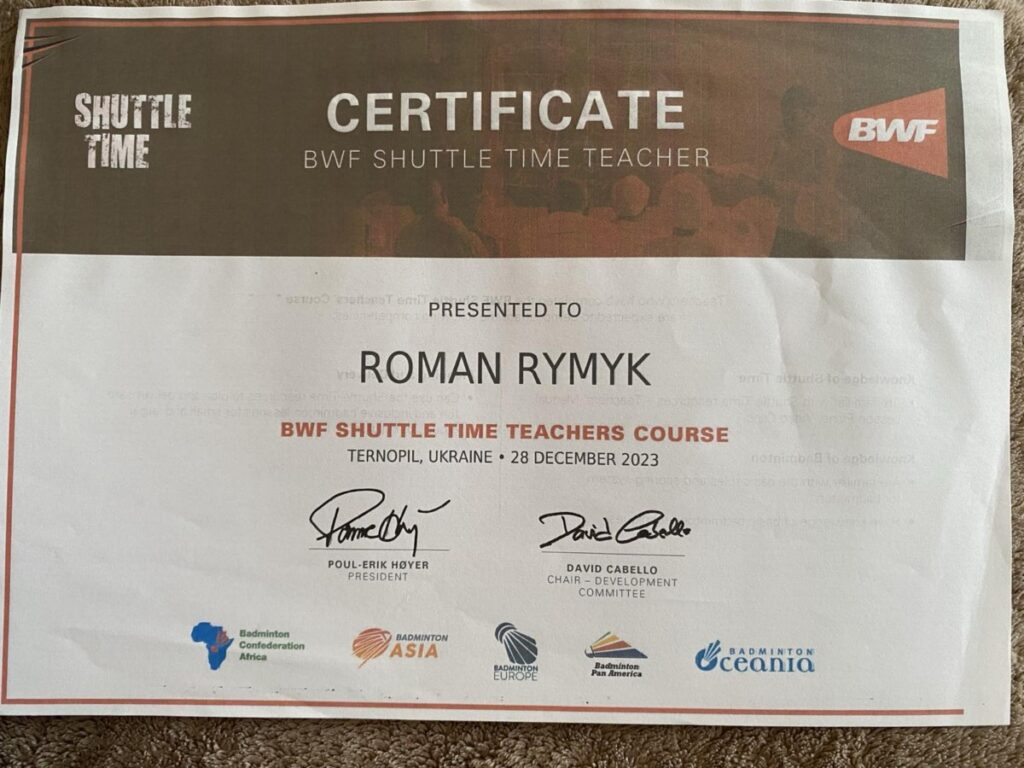 SHUTTLE
TIME
CERTIFICATE
BWF SHUTTLE TIME TEACHER
BWF
PRESENTED TO
ROMAN RYMYK
BWF SHUTTLE TIME TEACHERS COURSE
TERNOPIL, UKRAINE • 28 DECEMBER 2023
POUL-ERIK HØYER
PRESIDENT
David Cabello
DAVID CABELLO
CHAIR – DEVELOPMENT
COMMITTEE
Badminton
Confederation
Africa
BADMINTON
ASIA
BADMINTON
EUROPE
Badminton
Pan America
BADMINTON
Oceania